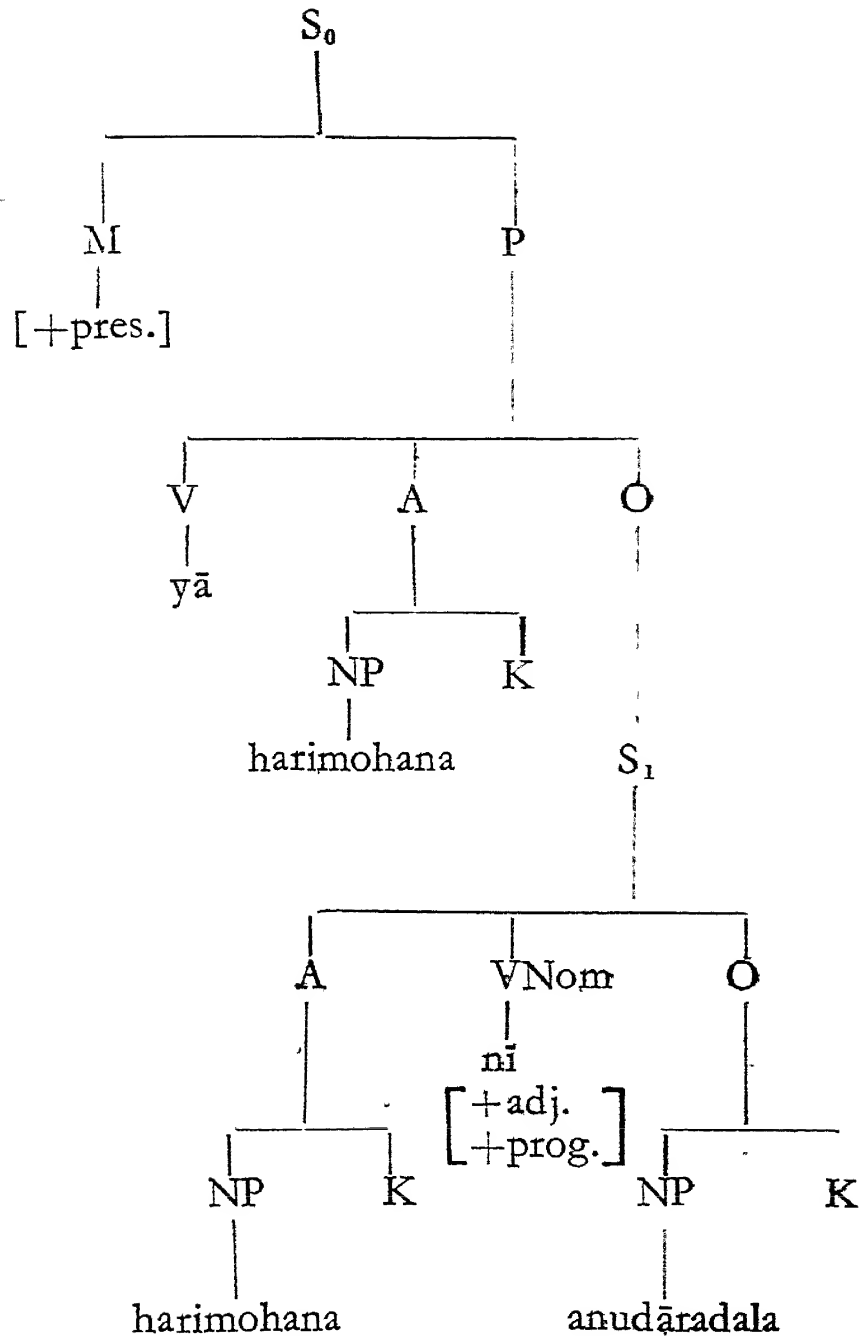 S₀
M P
[+pres.]
V A O
yā
NP K
harimohana S₁
A VNom O
nī
[+adj.
+prog.]
NP K NP K
harimohana anudāradala